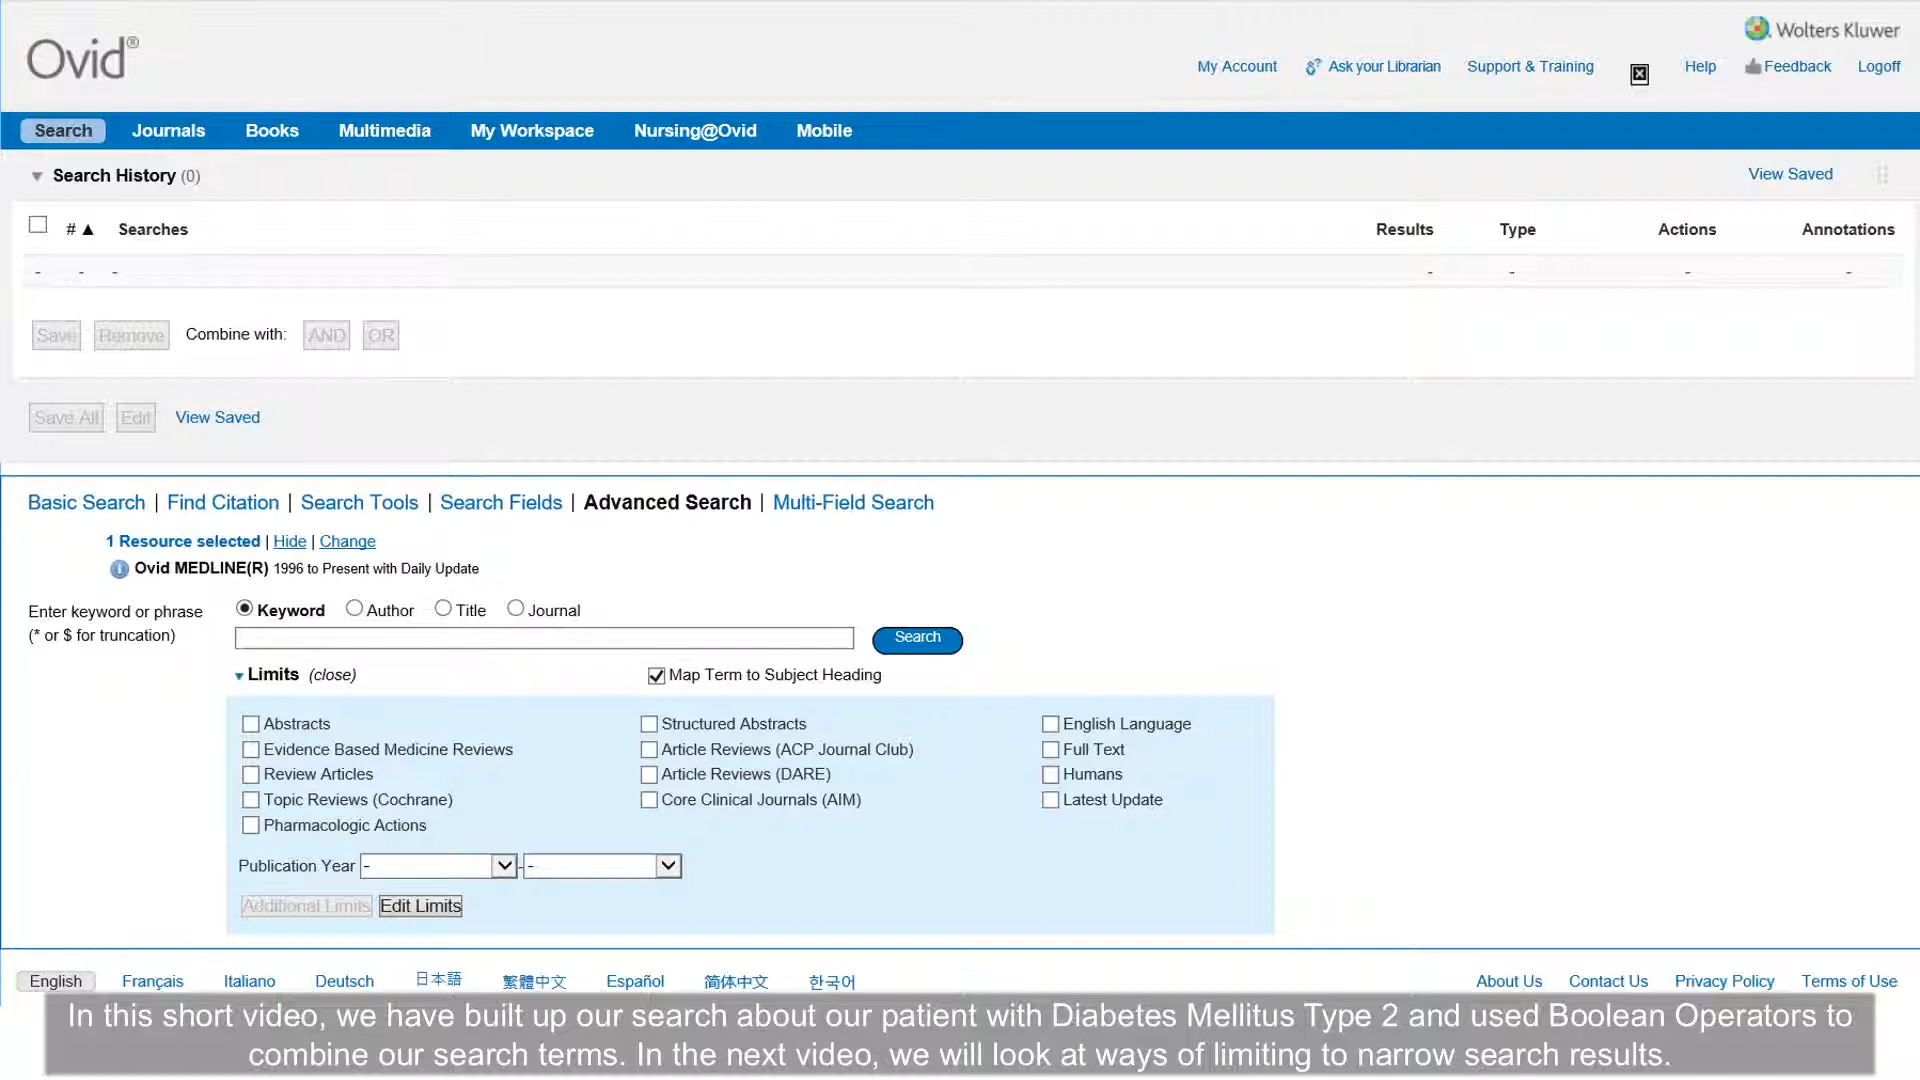 Ovid®
Wolters Kluwer
My Account Ask your Librarian Support & Training Help Feedback Logoff
Search Journals Books Multimedia My Workspace Nursing@Ovid Mobile
▼ Search History (0) View Saved
# ▲ Searches Results Type Actions Annotations
- - - - - - -
Save Remove Combine with: AND OR
Save All Edit View Saved
Basic Search | Find Citation | Search Tools | Search Fields | Advanced Search | Multi-Field Search
1 Resource selected | Hide | Change
Ovid MEDLINE(R) 1996 to Present with Daily Update
Enter keyword or phrase
(* or $ for truncation)
Keyword Author Title Journal
Search
▼ Limits (close) Map Term to Subject Heading
Abstracts Structured Abstracts English Language
Evidence Based Medicine Reviews Article Reviews (ACP Journal Club) Full Text
Review Articles Article Reviews (DARE) Humans
Topic Reviews (Cochrane) Core Clinical Journals (AIM) Latest Update
Pharmacologic Actions
Publication Year - - -
Additional Limits Edit Limits
English Français Italiano Deutsch 日本語 繁體中文 Español 简体中文 한국어 About Us Contact Us Privacy Policy Terms of Use
In this short video, we have built up our search about our patient with Diabetes Mellitus Type 2 and used Boolean Operators to
combine our search terms. In the next video, we will look at ways of limiting to narrow search results.